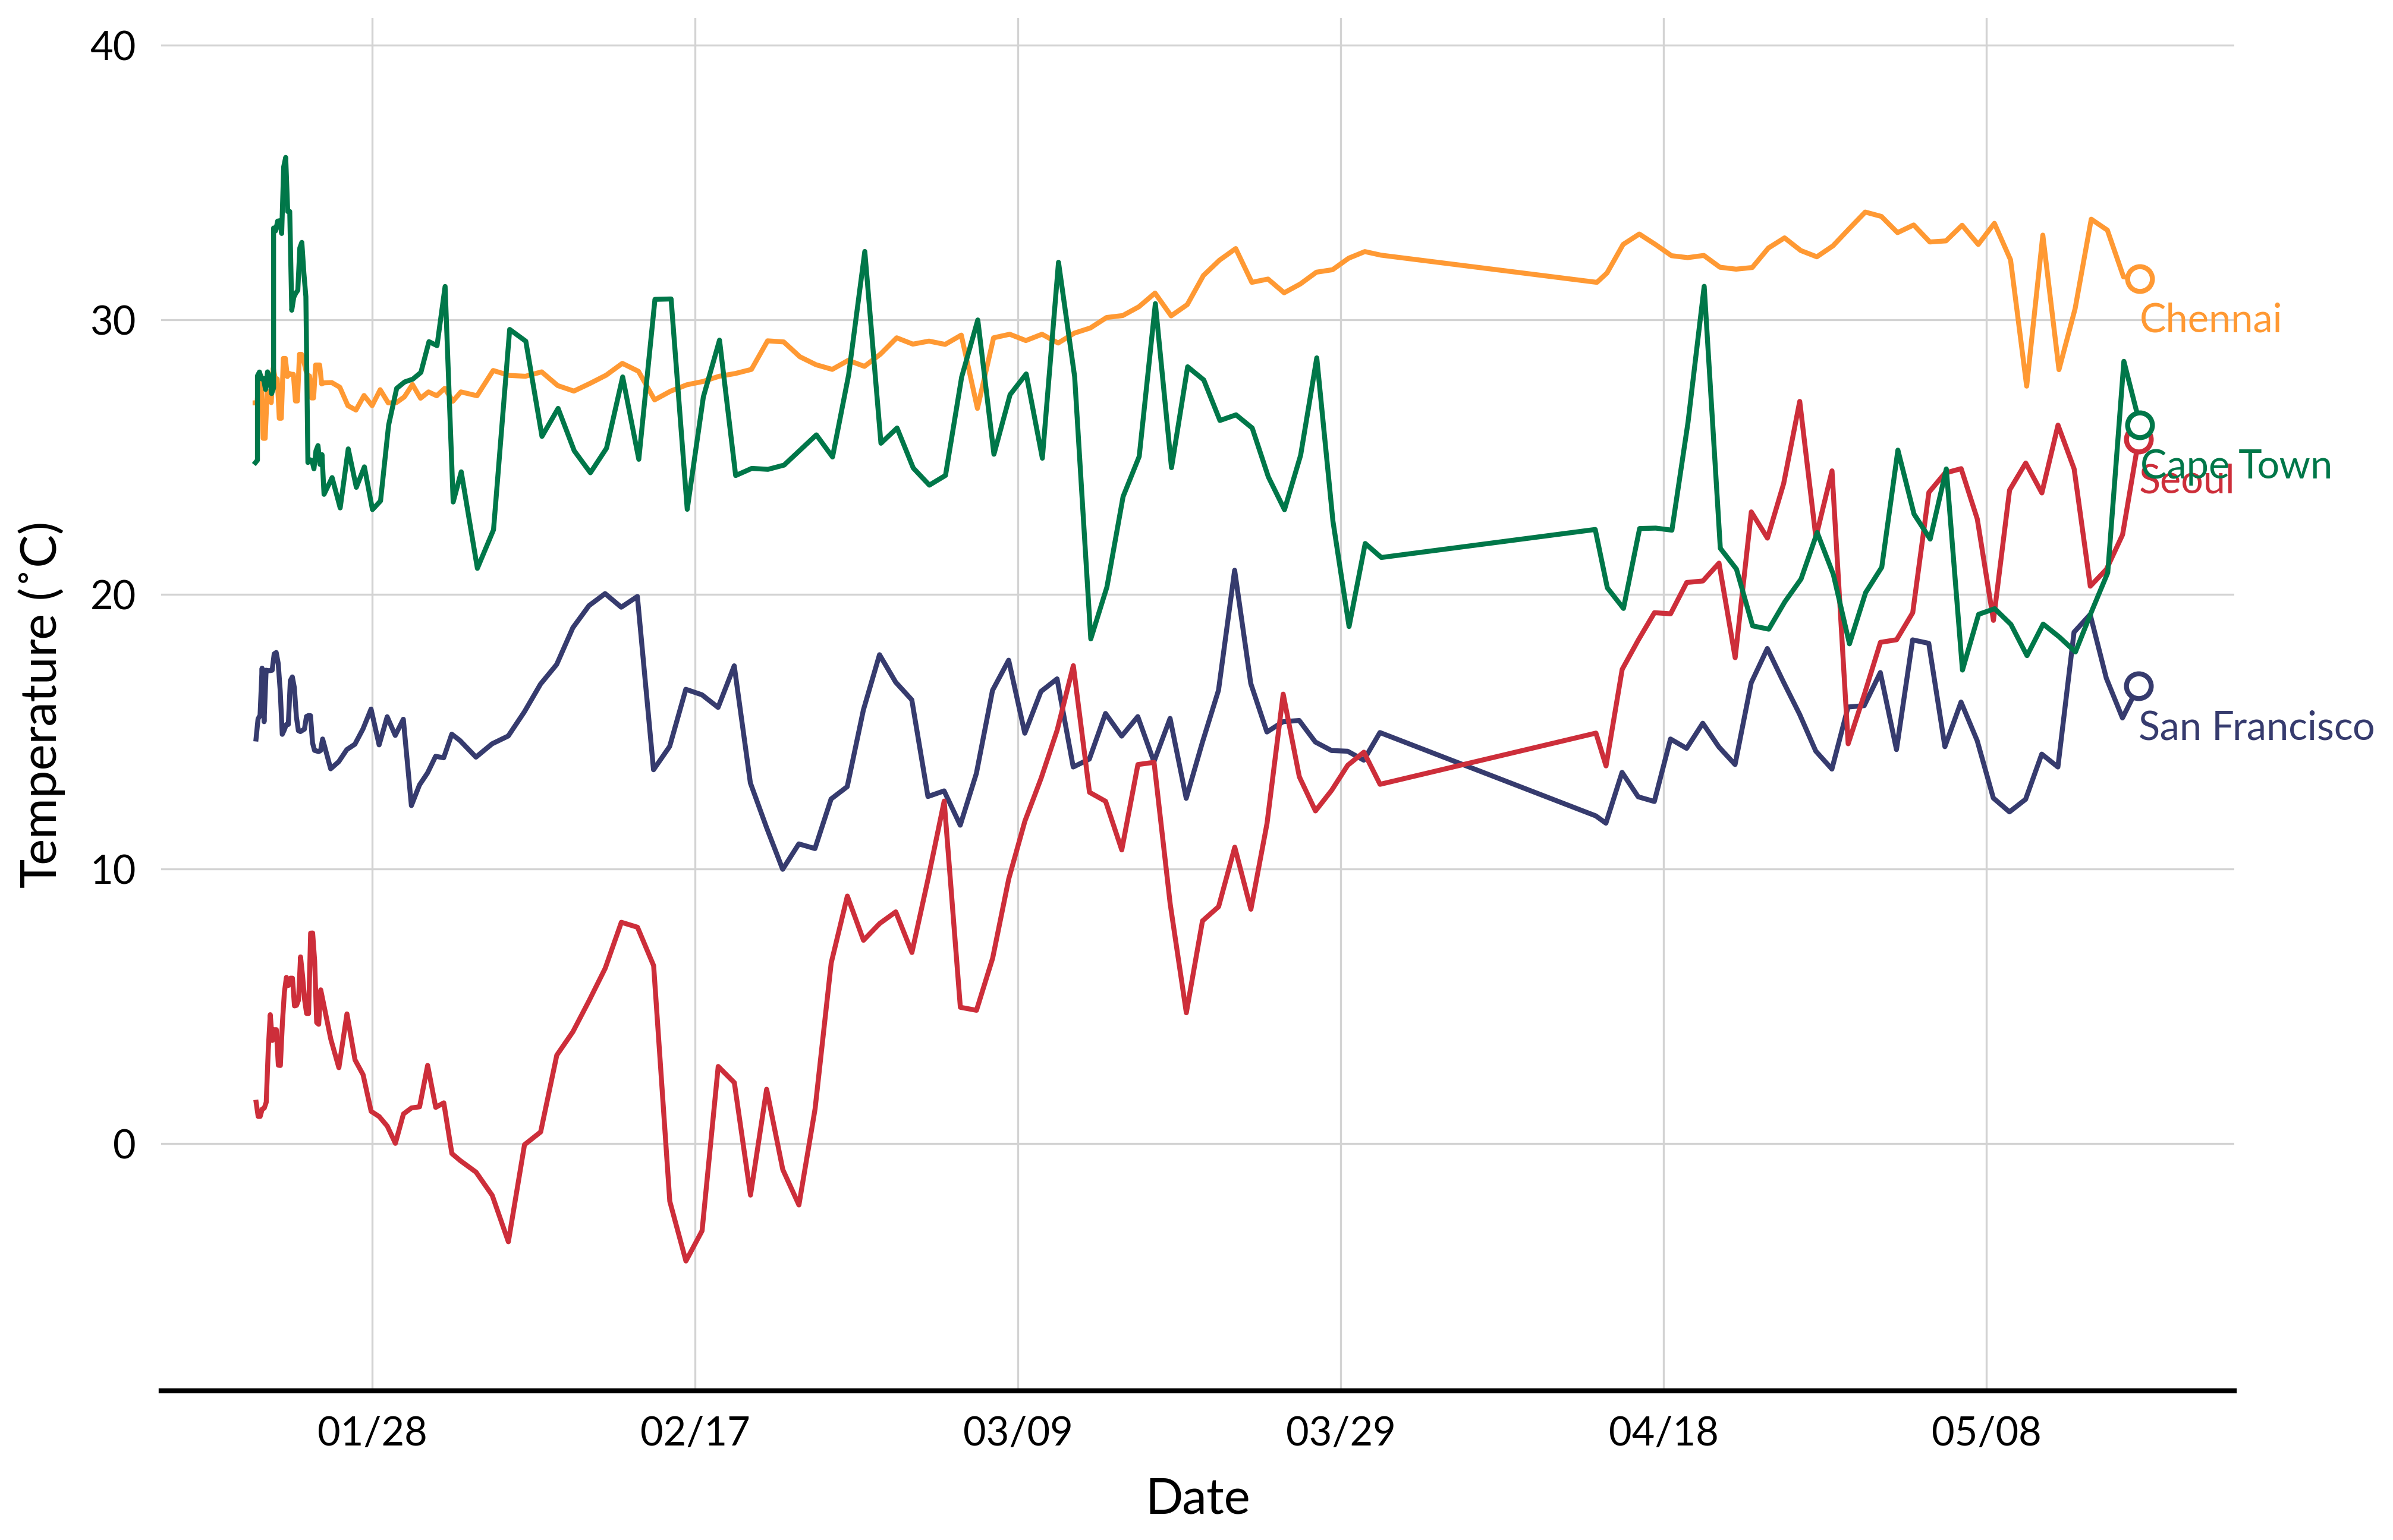 40
30
20
10
0
Temperature (°C)
Chennai
Cape Town
Seoul
San Francisco
01/28
02/17
03/09
03/29
04/18
05/08
Date